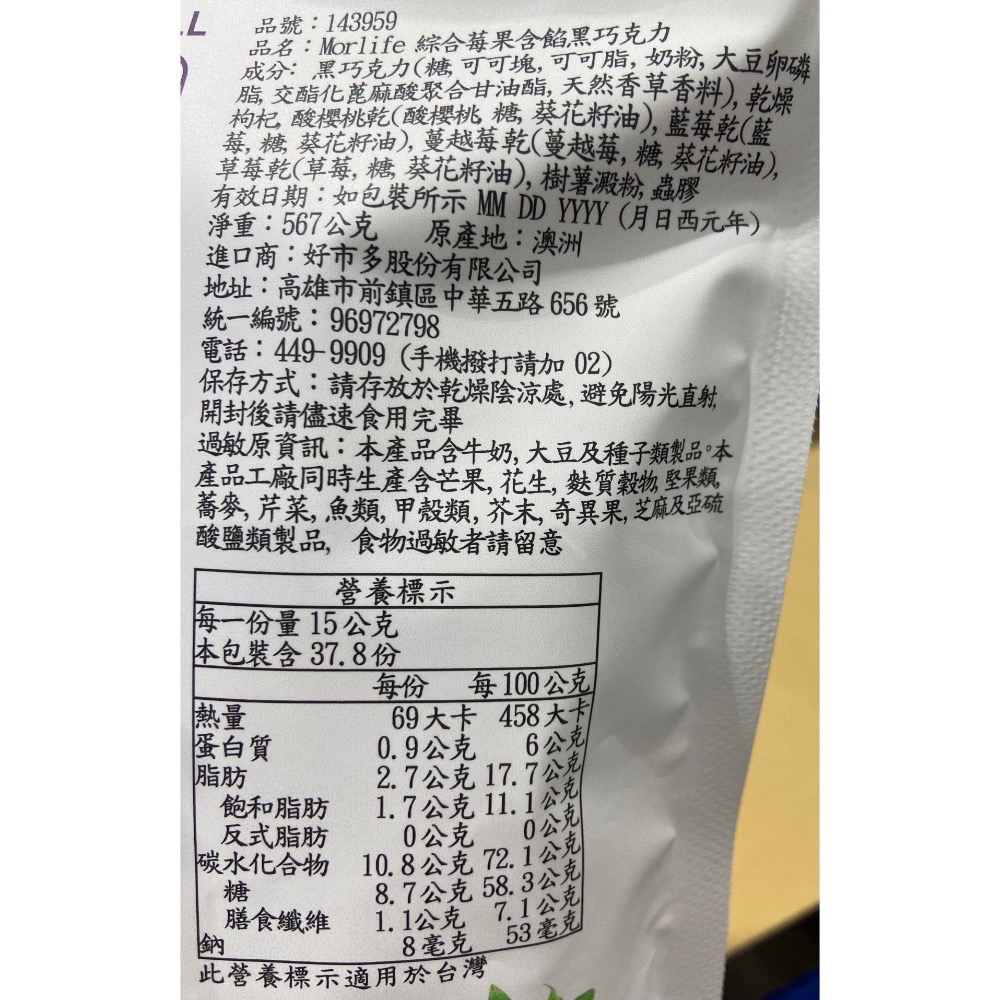 LL
品號：143959
品名：Morlife 綜合莓果含餡黑巧克力
成分: 黑巧克力(糖, 可可塊, 可可脂, 奶粉, 大豆卵磷
脂, 交酯化蓖麻酸聚合甘油酯, 天然香草香料), 乾燥
枸杞, 酸櫻桃乾(酸櫻桃, 糖, 葵花籽油), 藍莓乾(藍
莓, 糖, 葵花籽油), 蔓越莓乾(蔓越莓, 糖, 葵花籽油),
草莓乾(草莓, 糖, 葵花籽油), 樹薯澱粉, 蟲膠
有效日期：如包裝所示 MM DD YYYY (月日西元年)
淨重：567公克 原產地：澳洲
進口商：好市多股份有限公司
地址：高雄市前鎮區中華五路 656 號
統一編號：96972798
電話：449-9909 (手機撥打請加 02)
保存方式：請存放於乾燥陰涼處, 避免陽光直射,
開封後請儘速食用完畢
過敏原資訊：本產品含牛奶, 大豆及種子類製品。本
產品工廠同時生產含芒果, 花生, 麩質穀物, 堅果類,
蕎麥, 芹菜, 魚類, 甲殼類, 芥末, 奇異果, 芝麻及亞硫
酸鹽類製品, 食物過敏者請留意
營養標示
每一份量 15 公克
本包裝含 37.8 份
每份 每 100 公克
熱量 69 大卡 458 大卡
蛋白質 0.9 公克 6 公克
脂肪 2.7 公克 17.7 公克
飽和脂肪 1.7 公克 11.1 公克
反式脂肪 0 公克 0 公克
碳水化合物 10.8 公克 72.1 公克
糖 8.7 公克 58.3 公克
膳食纖維 1.1 公克 7.1 公克
鈉 8 毫克 53 毫克
此營養標示適用於台灣